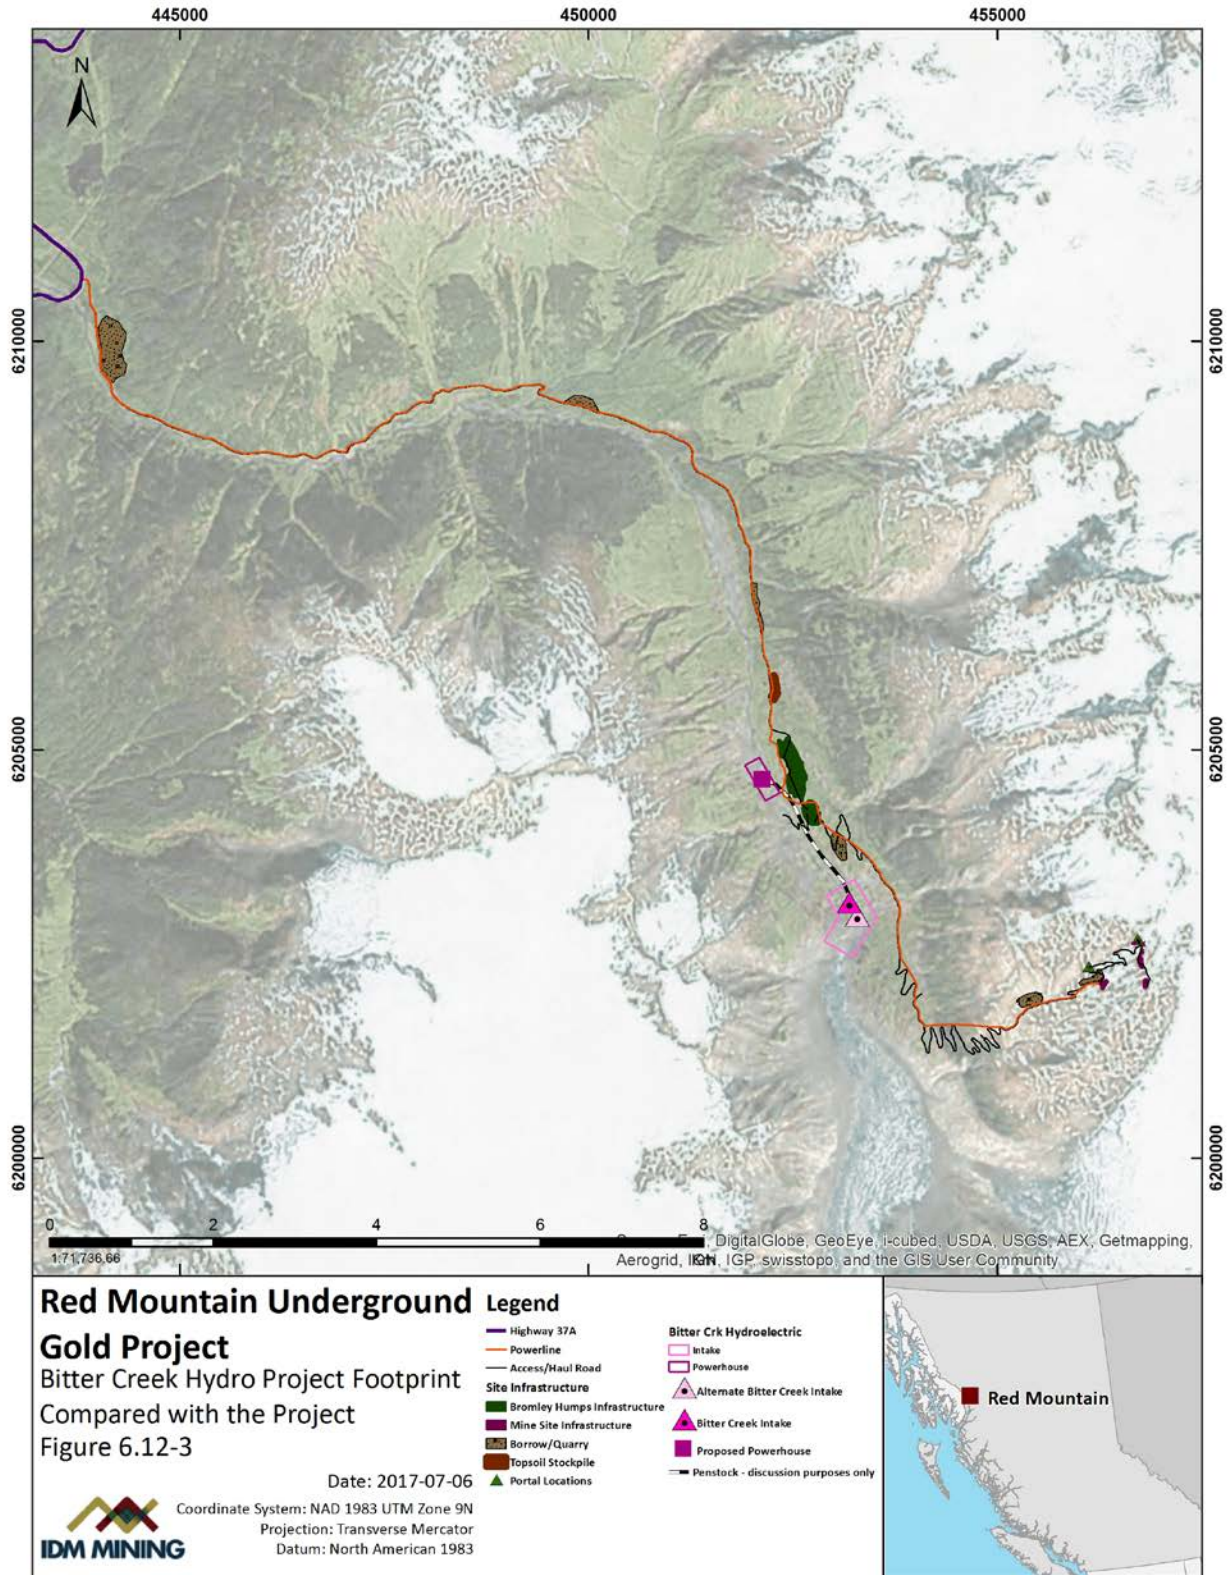 445000
450000
455000
N
6210000
6210000
6205000
6205000
6200000
6200000
0
2
4
6
8
1:71,736.66
DigitalGlobe, GeoEye, i-cubed, USDA, USGS, AEX, Getmapping,
Aerogrid, IGN, IGP, swisstopo, and the GIS User Community
Red Mountain Underground
Gold Project
Bitter Creek Hydro Project Footprint
Compared with the Project
Figure 6.12-3
Date: 2017-07-06
Coordinate System: NAD 1983 UTM Zone 9N
Projection: Transverse Mercator
Datum: North American 1983
IDM MINING
Legend
Highway 37A
Powerline
Access/Haul Road
Site Infrastructure
Bromley Humps Infrastructure
Mine Site Infrastructure
Borrow/Quarry
Topsoil Stockpile
Portal Locations
Bitter Crk Hydroelectric
Intake
Powerhouse
Alternate Bitter Creek Intake
Bitter Creek Intake
Proposed Powerhouse
Penstock - discussion purposes only
Red Mountain